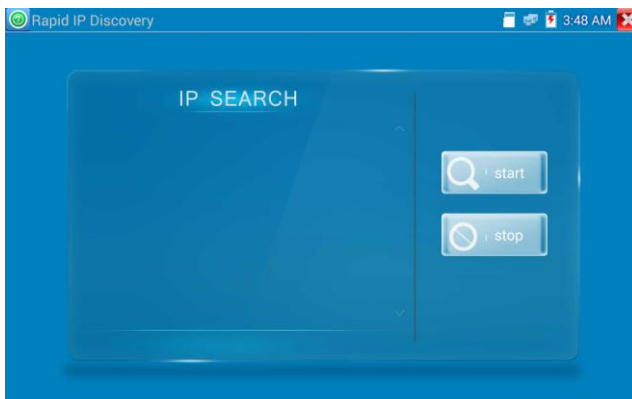 Rapid IP Discovery
3:48 AM
IP SEARCH
start
stop